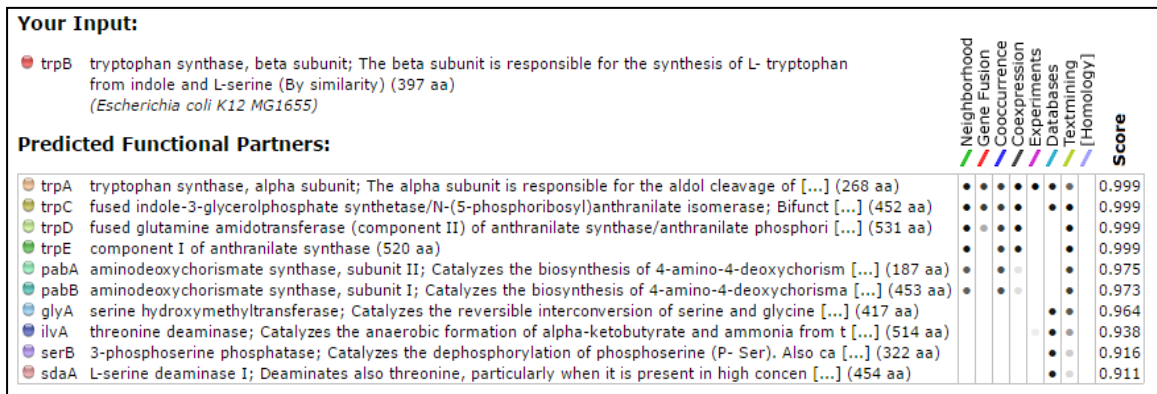 Your Input:
trpB tryptophan synthase, beta subunit; The beta subunit is responsible for the synthesis of L- tryptophan
from indole and L-serine (By similarity) (397 aa)
(Escherichia coli K12 MG1655)
Neighborhood
Gene Fusion
Cooccurrence
Coexpression
Experiments
Databases
Textmining
[Homology]
Score
Predicted Functional Partners:
trpA tryptophan synthase, alpha subunit; The alpha subunit is responsible for the aldol cleavage of [...] (268 aa) 0.999
trpC fused indole-3-glycerolphosphate synthetase/N-(5-phosphoribosyl)anthranilate isomerase; Bifunct [...] (452 aa) 0.999
trpD fused glutamine amidotransferase (component II) of anthranilate synthase/anthranilate phosphori [...] (531 aa) 0.999
trpE component I of anthranilate synthase (520 aa) 0.999
pabA aminodeoxychorismate synthase, subunit II; Catalyzes the biosynthesis of 4-amino-4-deoxychorism [...] (187 aa) 0.975
pabB aminodeoxychorismate synthase, subunit I; Catalyzes the biosynthesis of 4-amino-4-deoxychorisma [...] (453 aa) 0.973
glyA serine hydroxymethyltransferase; Catalyzes the reversible interconversion of serine and glycine [...] (417 aa) 0.964
ilvA threonine deaminase; Catalyzes the anaerobic formation of alpha-ketobutyrate and ammonia from t [...] (514 aa) 0.938
serB 3-phosphoserine phosphatase; Catalyzes the dephosphorylation of phosphoserine (P- Ser). Also ca [...] (322 aa) 0.916
sdaA L-serine deaminase I; Deaminates also threonine, particularly when it is present in high concen [...] (454 aa) 0.911